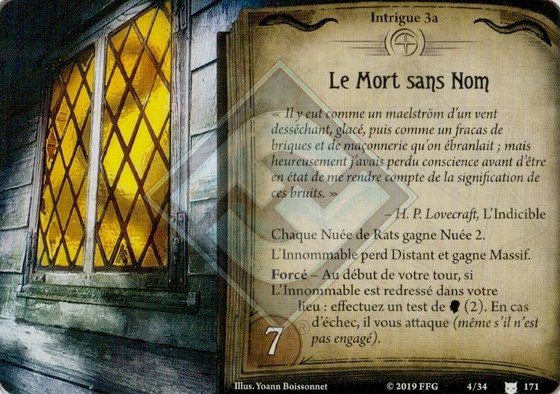 Intrigue 3a
Le Mort sans Nom
« Il y eut comme un maelström d'un vent
desséchant, glacé, puis comme un fracas de
briques et de maçonnerie qu'on ébranlait ; mais
heureusement j'avais perdu conscience avant d'être
en état de me rendre compte de la signification de
ces bruits. »
– H. P. Lovecraft, L'Indicible
Chaque Nuée de Rats gagne Nuée 2.
L'Innommable perd Distant et gagne Massif.
Forcé – Au début de votre tour, si
L'Innommable est redressé dans votre
lieu : effectuez un test de (2). En cas
d'échec, il vous attaque (même s'il n'est
pas engagé).
7
®
Illus. Yoann Boissonnet © 2019 FFG 4/34 171